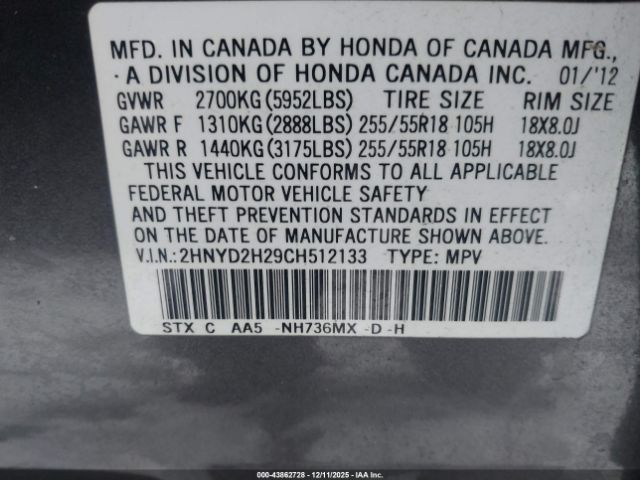 MFD. IN CANADA BY HONDA OF CANADA MFG.,
A DIVISION OF HONDA CANADA INC. 01/'12
GVWR 2700KG(5952LBS) TIRE SIZE RIM SIZE
GAWR F 1310KG(2888LBS) 255/55R18 105H 18X8.0J
GAWR R 1440KG(3175LBS) 255/55R18 105H 18X8.0J
THIS VEHICLE CONFORMS TO ALL APPLICABLE
FEDERAL MOTOR VEHICLE SAFETY
AND THEFT PREVENTION STANDARDS IN EFFECT
ON DATE OF MANUFACTURE SHOWN ABOVE.
V.I.N.:2HNYD2H29CH512133 TYPE: MPV
STX C AA5 -NH736MX -D -H
000-43862728 - 12/11/2025 - IAA Inc.